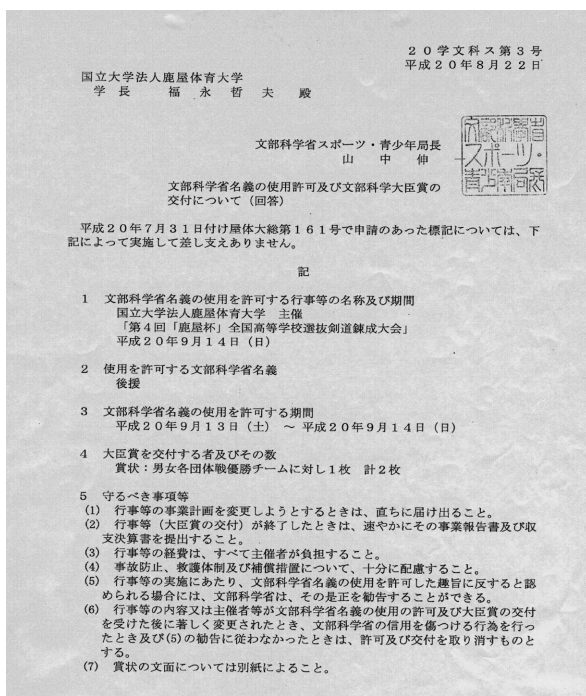 20学文科ス第3号
平成20年8月22日
国立大学法人鹿屋体育大学
学長 福永哲夫 殿
文部科学省スポーツ・青少年局長
山中伸一
文部科学省スポーツ・青少年局長
文部科学省名義の使用許可及び文部科学大臣賞の
交付について(回答)
平成20年7月31日付け屋体大総第161号で申請のあった標記については、下
記によって実施して差し支えありません。
記
1 文部科学省名義の使用を許可する行事等の名称及び期間
国立大学法人鹿屋体育大学 主催
「第4回「鹿屋杯」全国高等学校選抜剣道錬成大会」
平成20年9月14日(日)
2 使用を許可する文部科学省名義
後援
3 文部科学省名義の使用を許可する期間
平成20年9月13日(土) ~ 平成20年9月14日(日)
4 大臣賞を交付する者及びその数
賞状:男女各団体戦優勝チームに対し1枚 計2枚
5 守るべき事項等
(1) 行事等の事業計画を変更しようとするときは、直ちに届け出ること。
(2) 行事等(大臣賞の交付)が終了したときは、速やかにその事業報告書及び収
支決算書を提出すること。
(3) 行事等の経費は、すべて主催者が負担すること。
(4) 事故防止、救護体制及び補償措置について、十分に配慮すること。
(5) 行事等の実施にあたり、文部科学省名義の使用を許可した趣旨に反すると認
められる場合には、文部科学省は、その是正を勧告することができる。
(6) 行事等の内容又は主催者等が文部科学省名義の使用の許可及び大臣賞の交付
を受けた後に著しく変更されたとき、文部科学省の信用を傷つける行為を行っ
たとき及び(5)の勧告に従わなかったときは、許可及び交付を取り消すものと
する。
(7) 賞状の文面については別紙によること。